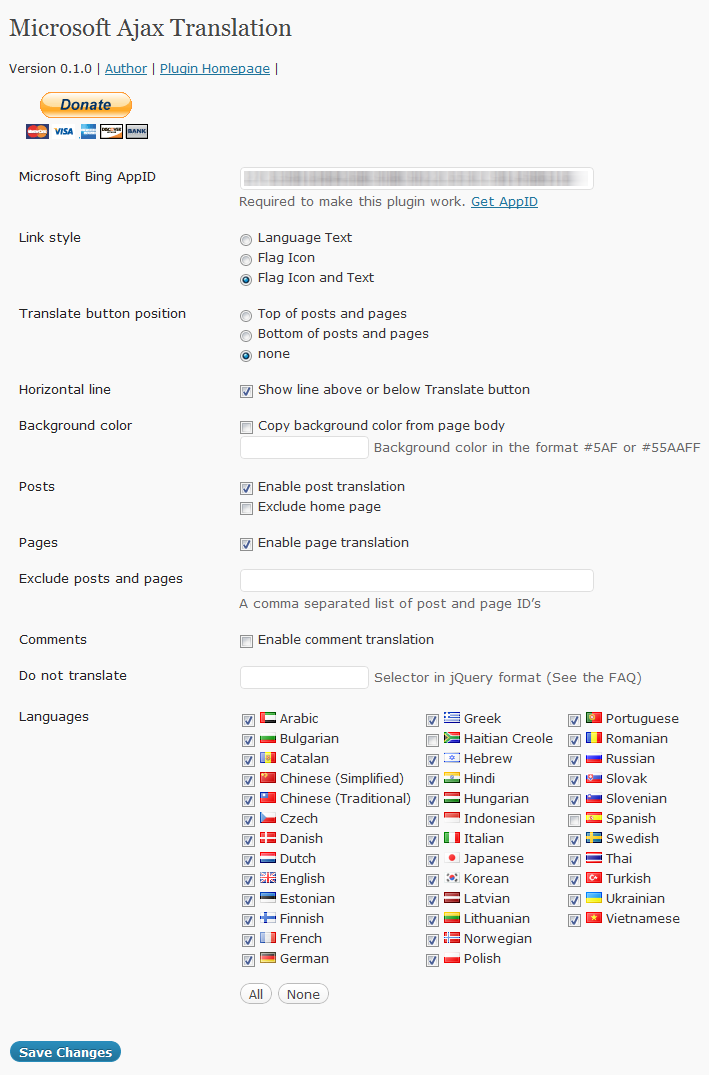 Microsoft Ajax Translation
Version 0.1.0 | Author | Plugin Homepage |
Donate
VISA DISCOVER BANK
Microsoft Bing AppID
Required to make this plugin work. Get AppID
Link style
Language Text
Flag Icon
Flag Icon and Text
Translate button position
Top of posts and pages
Bottom of posts and pages
none
Horizontal line
Show line above or below Translate button
Background color
Copy background color from page body
Background color in the format #5AF or #55AAFF
Posts
Enable post translation
Exclude home page
Pages
Enable page translation
Exclude posts and pages
A comma separated list of post and page ID’s
Comments
Enable comment translation
Do not translate
Selector in jQuery format (See the FAQ)
Languages
Arabic Greek Portuguese
Bulgarian Haitian Creole Romanian
Catalan Hebrew Russian
Chinese (Simplified) Hindi Slovak
Chinese (Traditional) Hungarian Slovenian
Czech Indonesian Spanish
Danish Italian Swedish
Dutch Japanese Thai
English Korean Turkish
Estonian Latvian Ukrainian
Finnish Lithuanian Vietnamese
French Norwegian
German Polish
All None
Save Changes